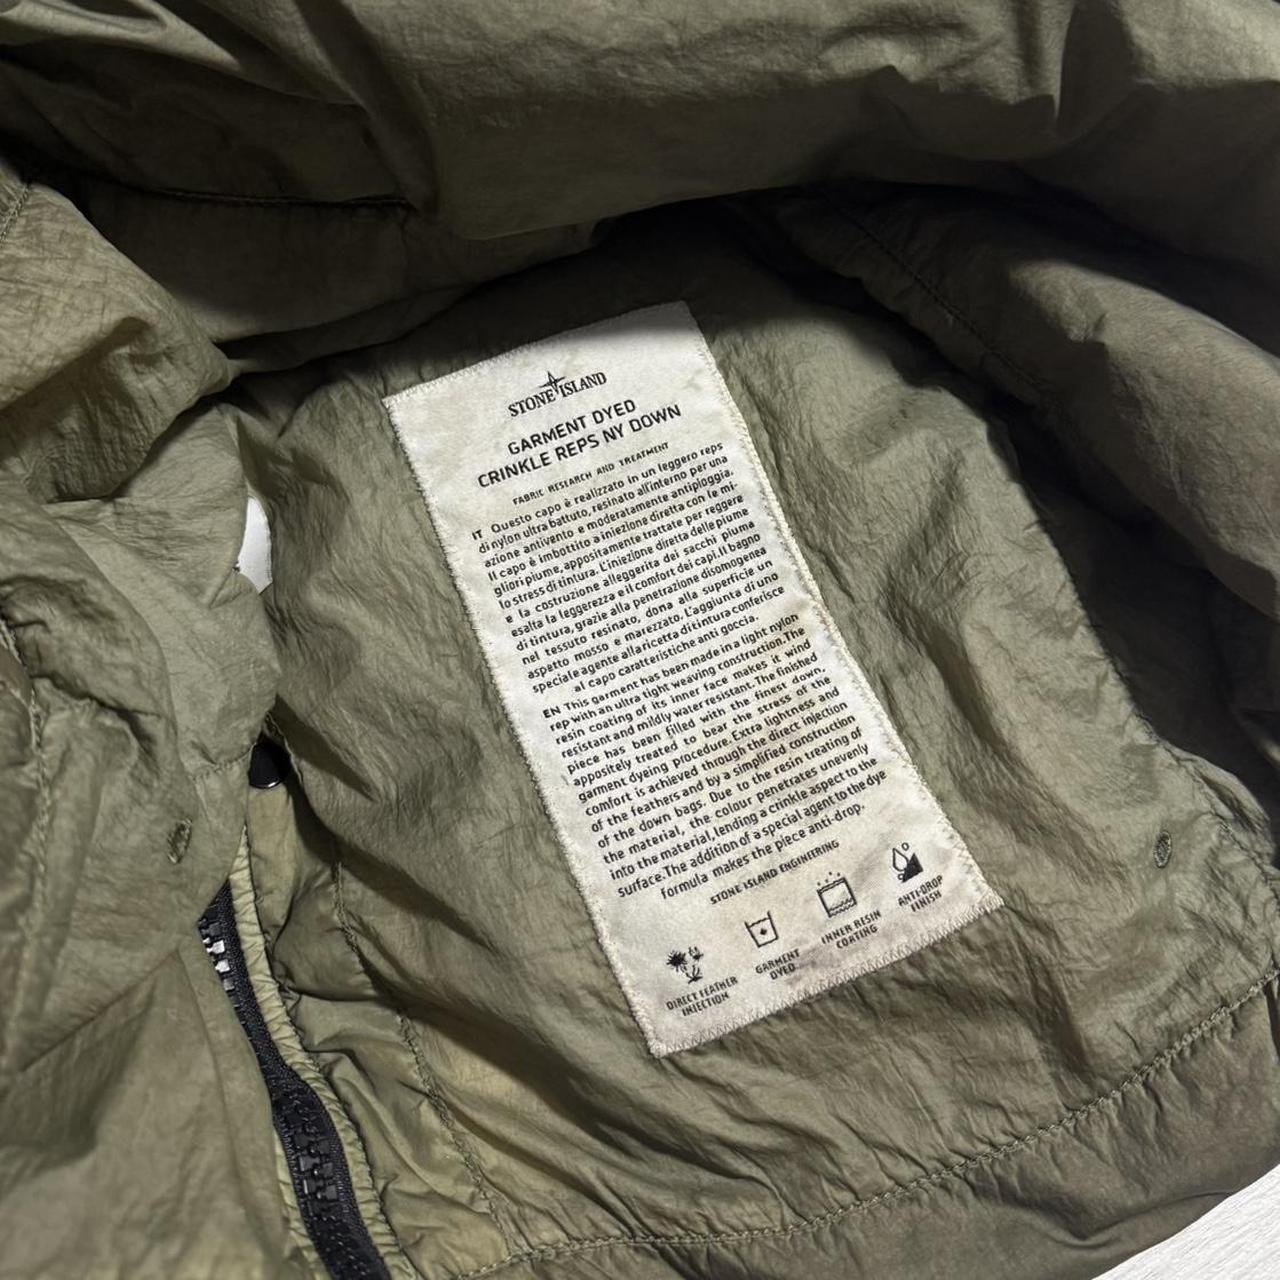 STONE ISLAND
GARMENT DYED
CRINKLE REPS NY DOWN
FABRIC RESEARCH AND TREATMENT
IT Questo capo è realizzato in un leggero reps
di nylon ultra battuto, resinato all'interno per una
azione antivento e moderatamente antipioggia.
Il capo è imbottito a iniezione diretta con le mi-
gliori piume, appositamente trattate per reggere
lo stress di tintura. L'iniezione diretta delle piume
e la costruzione alleggerita dei sacchi piuma
esalta la leggerezza e il comfort dei capi. Il bagno
di tintura, grazie alla penetrazione disomogenea
nel tessuto resinato, dona alla superficie un
aspetto mosso e marezzato. L'aggiunta di uno
speciale agente alla ricetta di tintura conferisce
al capo caratteristiche anti goccia.
EN This garment has been made in a light nylon
rep with an ultra tight weaving construction. The
resin coating of its inner face makes it wind
resistant and mildly water resistant. The finished
piece has been filled with the finest down,
appositely treated to bear the stress of the
garment dyeing procedure. Extra lightness and
comfort is achieved through the direct injection
of the feathers and by a simplified construction
of the down bags. Due to the resin treating of
the material, the colour penetrates unevenly
into the material, lending a crinkle aspect to the
surface. The addition of a special agent to the dye
formula makes the piece anti-drop.
STONE ISLAND ENGINEERING
DIRECT FEATHER
INJECTION
GARMENT
DYED
INNER RESIN
COATING
ANTI-DROP
FINISH